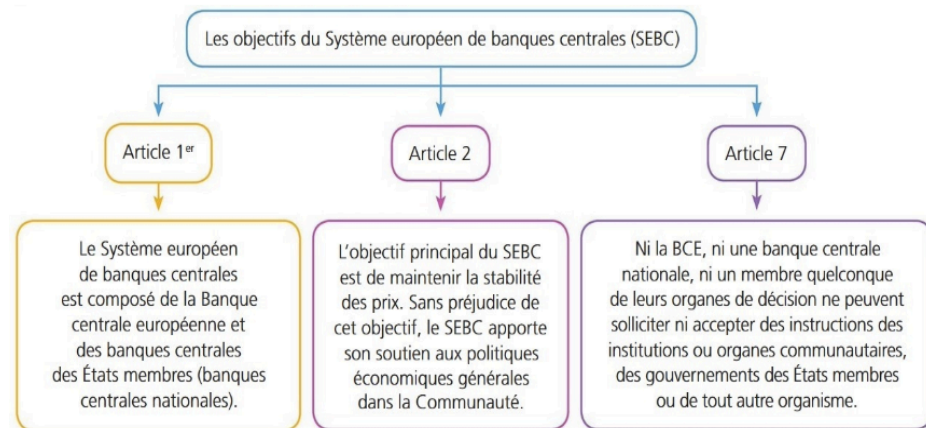 Les objectifs du Système européen de banques centrales (SEBC)
Article 1er
Article 2
Article 7
Le Système européen
de banques centrales
est composé de la Banque
centrale européenne et
des banques centrales
des États membres (banques
centrales nationales).
L'objectif principal du SEBC
est de maintenir la stabilité
des prix. Sans préjudice de
cet objectif, le SEBC apporte
son soutien aux politiques
économiques générales
dans la Communauté.
Ni la BCE, ni une banque centrale
nationale, ni un membre quelconque
de leurs organes de décision ne peuvent
solliciter ni accepter des instructions des
institutions ou organes communautaires,
des gouvernements des États membres
ou de tout autre organisme.